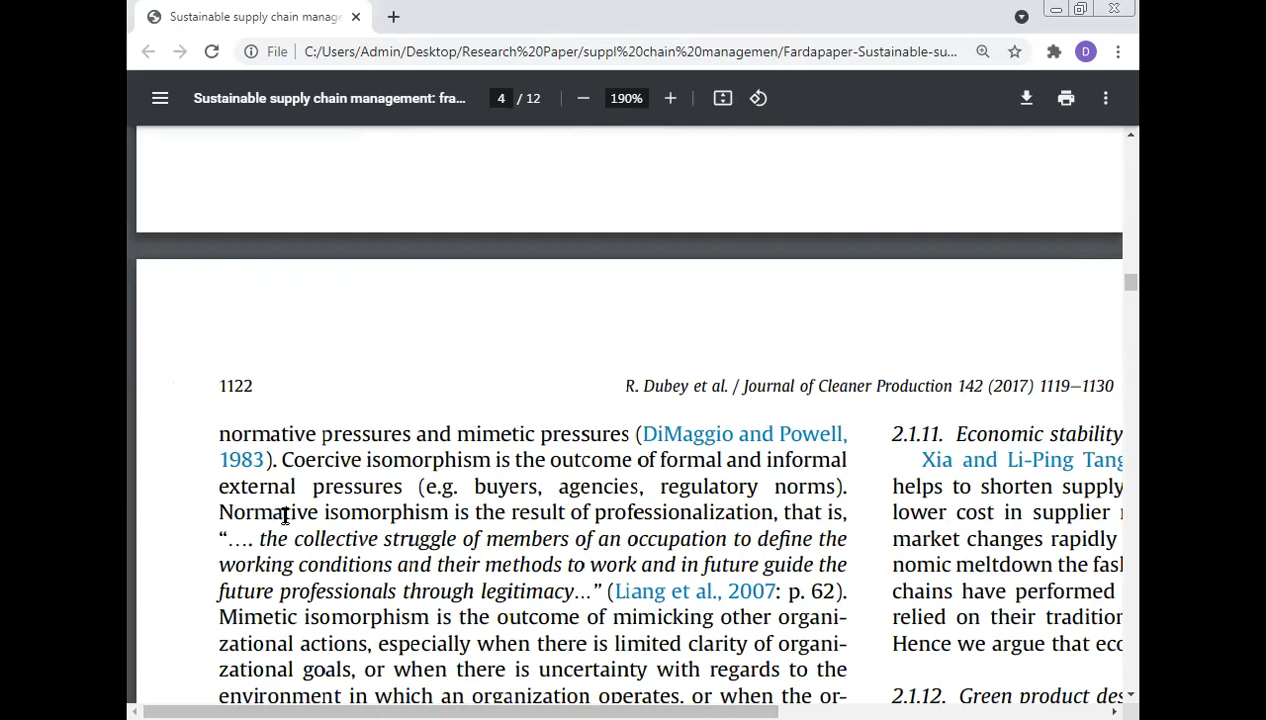 Sustainable supply chain manage
File
C:/Users/Admin/Desktop/Research%20Paper/suppl%20chain%20managemen/Fardapaper-Sustainable-su...
D
Sustainable supply chain management: fra...
4 / 12
190%
1122
R. Dubey et al. / Journal of Cleaner Production 142 (2017) 1119–1130
normative pressures and mimetic pressures (DiMaggio and Powell,
1983). Coercive isomorphism is the outcome of formal and informal
external pressures (e.g. buyers, agencies, regulatory norms).
Normative isomorphism is the result of professionalization, that is,
“…. the collective struggle of members of an occupation to define the
working conditions and their methods to work and in future guide the
future professionals through legitimacy…” (Liang et al., 2007: p. 62).
Mimetic isomorphism is the outcome of mimicking other organi-
zational actions, especially when there is limited clarity of organi-
zational goals, or when there is uncertainty with regards to the
environment in which an organization operates, or when the or-
2.1.11. Economic stability
Xia and Li-Ping Tang
helps to shorten supply
lower cost in supplier
market changes rapidly
nomic meltdown the fas
chains have performed
relied on their tradition
Hence we argue that eco
2.1.12. Green product des